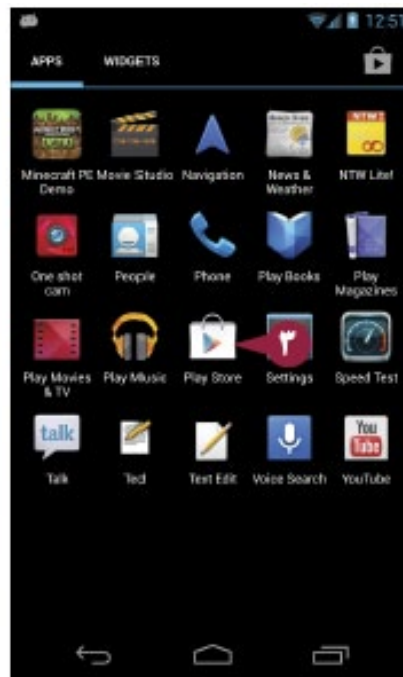 12:51
APPS WIDGETS
Minecraft PE Demo Movie Studio Navigation News & Weather NTW Lite!
One shot cam People Phone Play Books Play Magazines
Play Movies & TV Play Music Play Store Settings Speed Test
٣
talk You Tube
Talk Ted Text Edit Voice Search YouTube